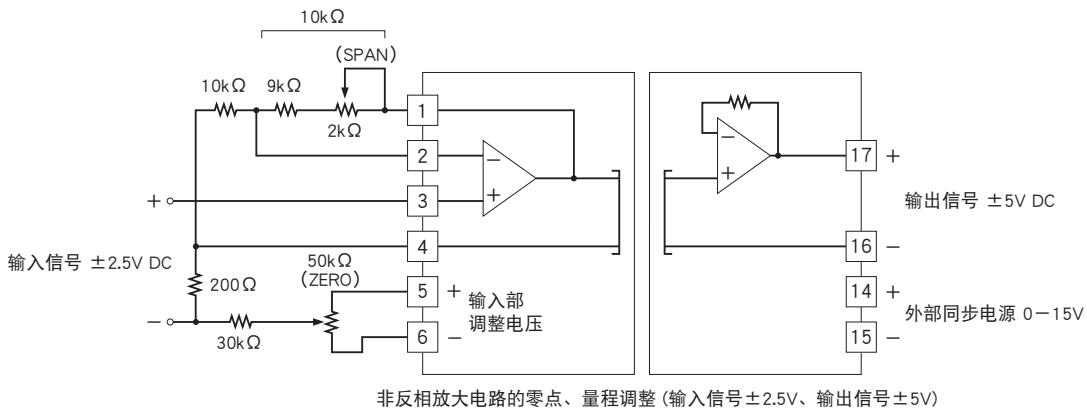 10kΩ
(SPAN)
10kΩ
9kΩ
2kΩ
1
2
3
4
5
6
+
−
+
−
+
−
输入信号 ±2.5V DC
200Ω
30kΩ
50kΩ
(ZERO)
+
−
输入部
调整电压
−
+
17
16
14
15
+
−
+
−
输出信号 ±5V DC
外部同步电源 0−15V
非反相放大电路的零点、量程调整 (输入信号±2.5V、输出信号±5V)